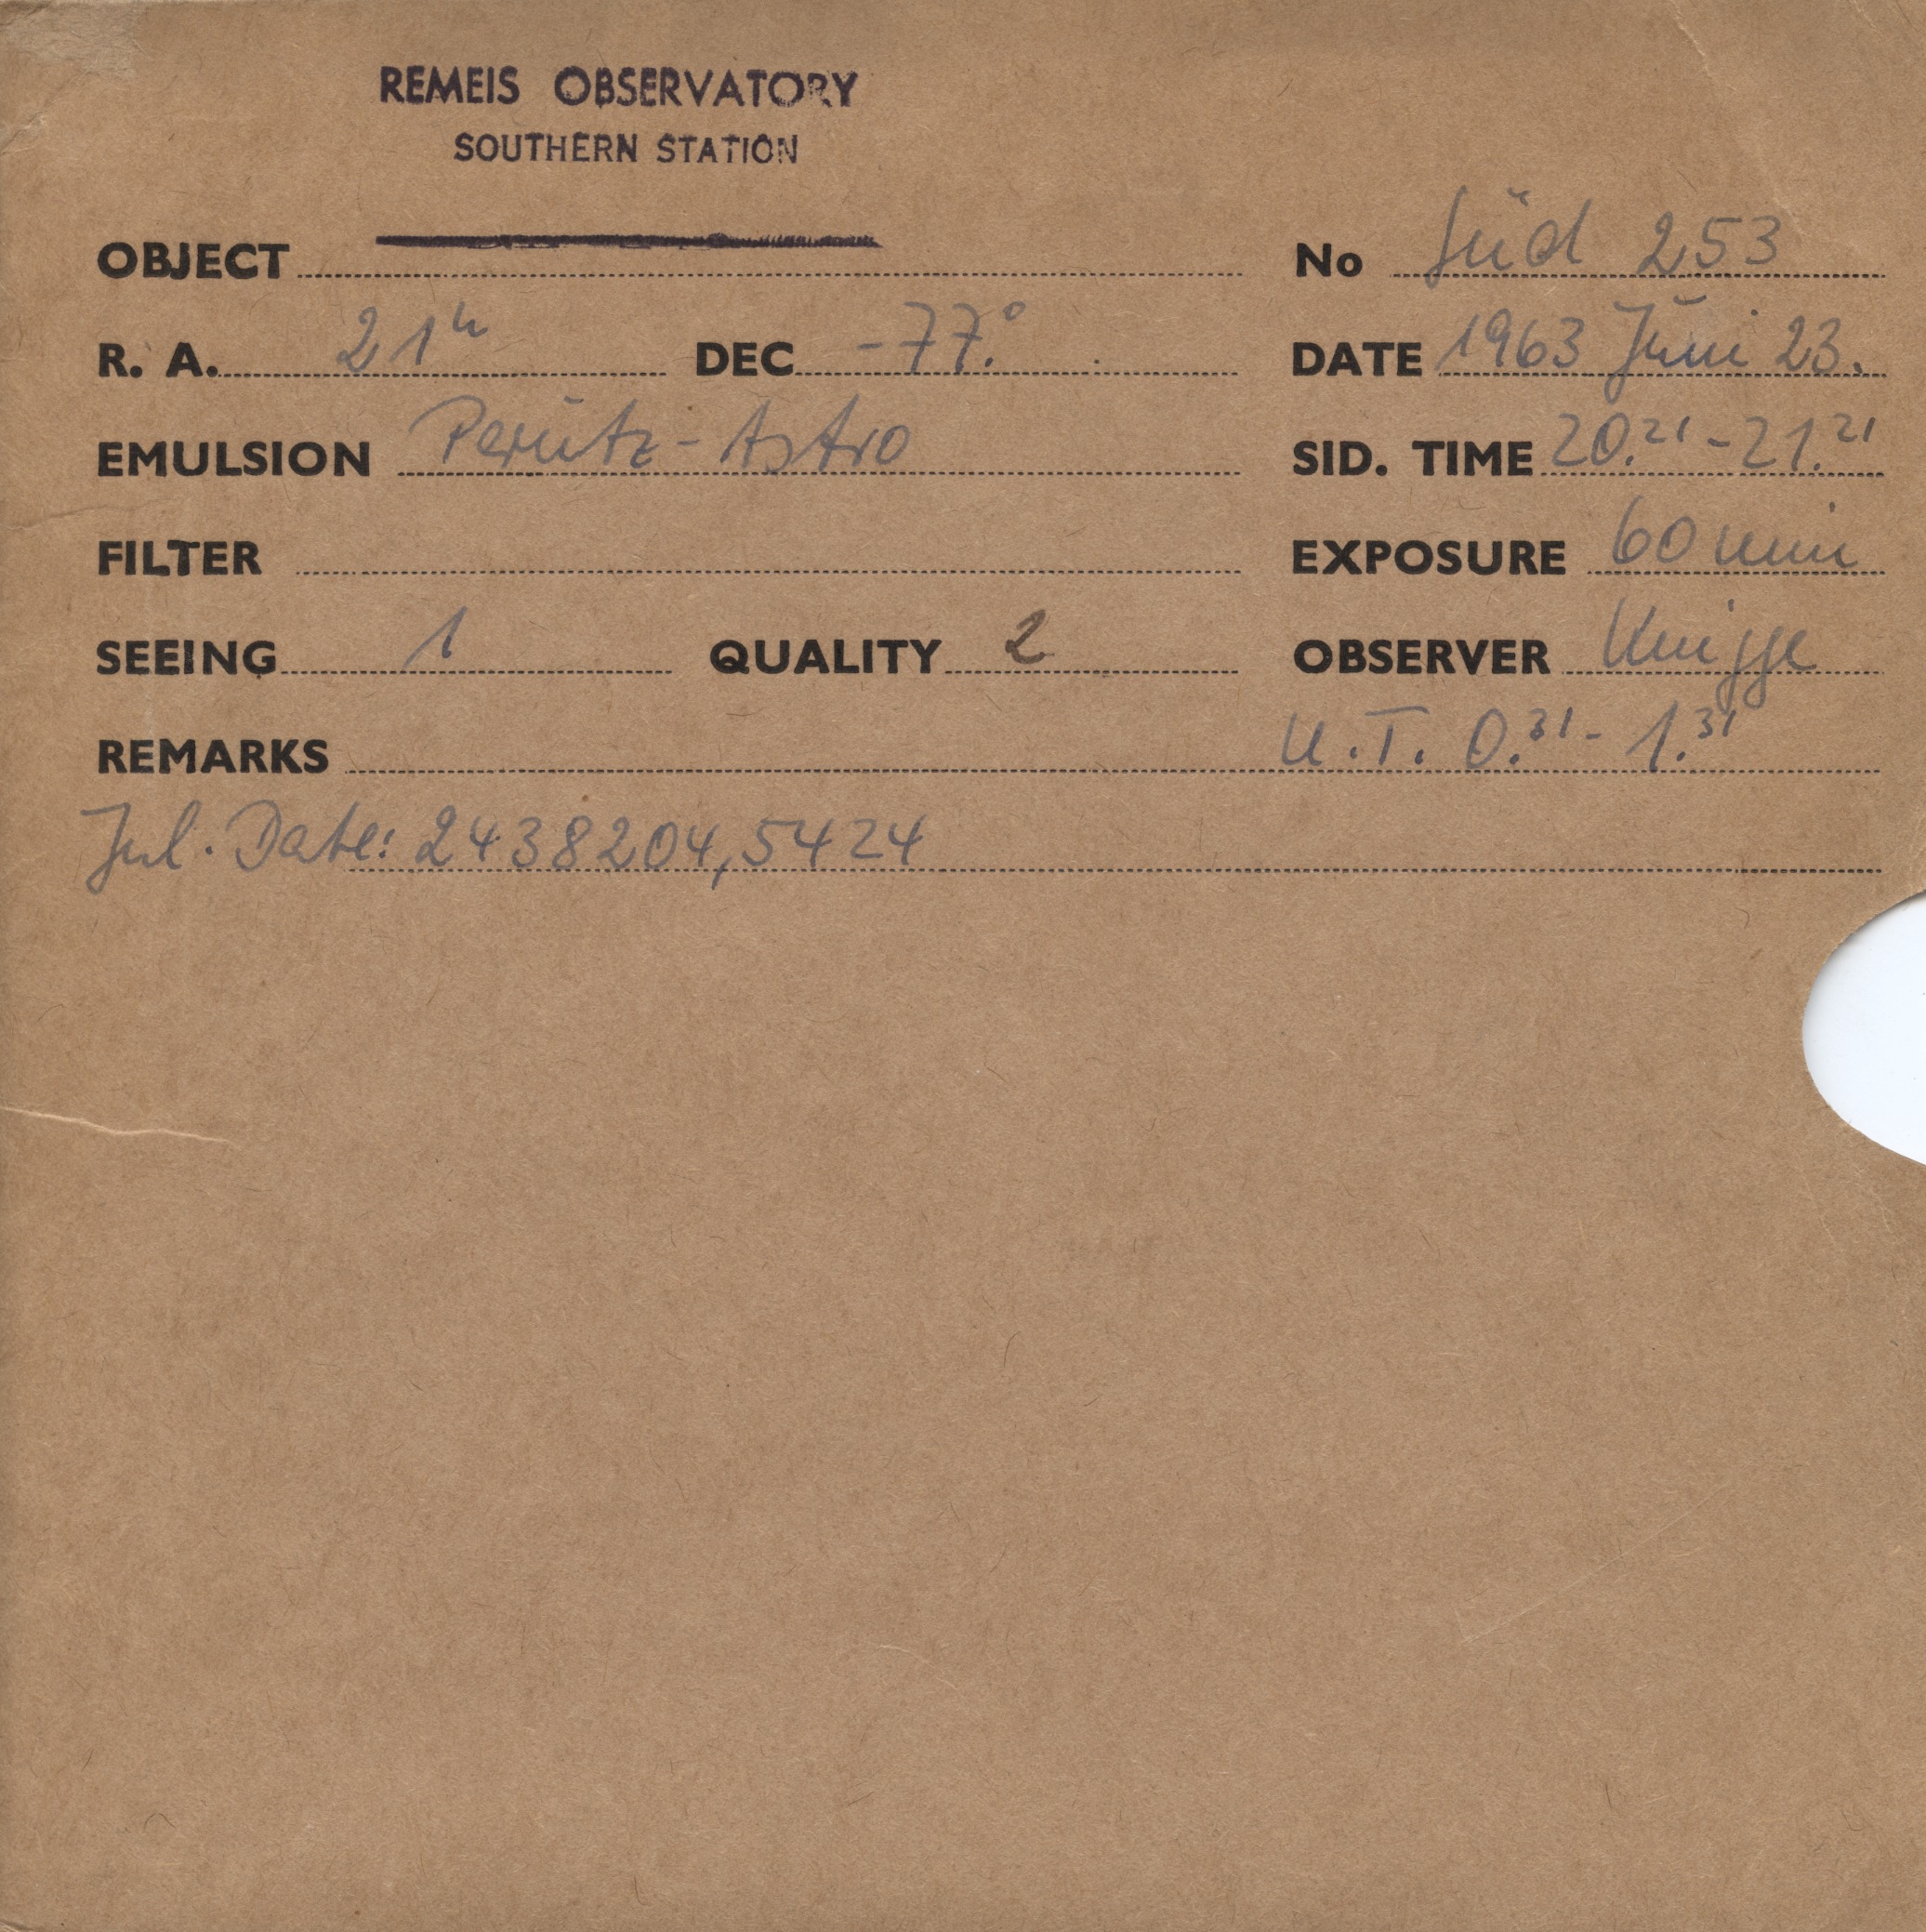 REMEIS OBSERVATORY
SOUTHERN STATION
OBJECT No Süd 253
R. A. 21h DEC -77.° DATE 1963 Juni 23.
EMULSION Perutz-Astro SID. TIME 20.21-21.21
FILTER EXPOSURE 60 min
SEEING 1 QUALITY 2 OBSERVER Knigge
REMARKS U.T. 0.31-1.31
Jul. Date: 2438204,5424